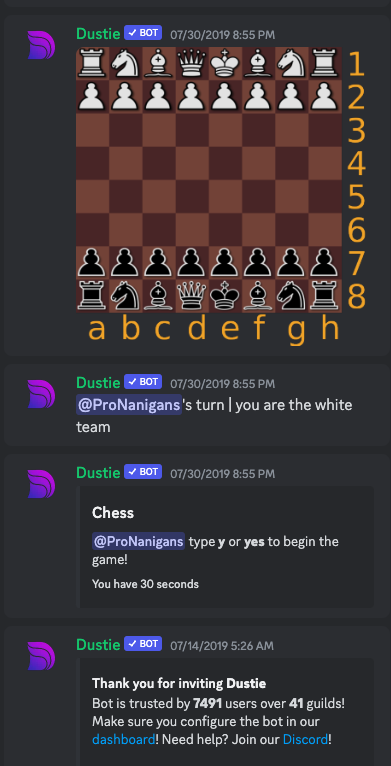 Dustie ✓ BOT 07/30/2019 8:55 PM
1
2
3
4
5
6
7
8
a b c d e f g h
Dustie ✓ BOT 07/30/2019 8:55 PM
@ProNanigans's turn | you are the white
team
Dustie ✓ BOT 07/30/2019 8:55 PM
Chess
@ProNanigans type y or yes to begin the
game!
You have 30 seconds
Dustie ✓ BOT 07/14/2019 5:26 AM
Thank you for inviting Dustie
Bot is trusted by 7491 users over 41 guilds!
Make sure you configure the bot in our
dashboard! Need help? Join our Discord!